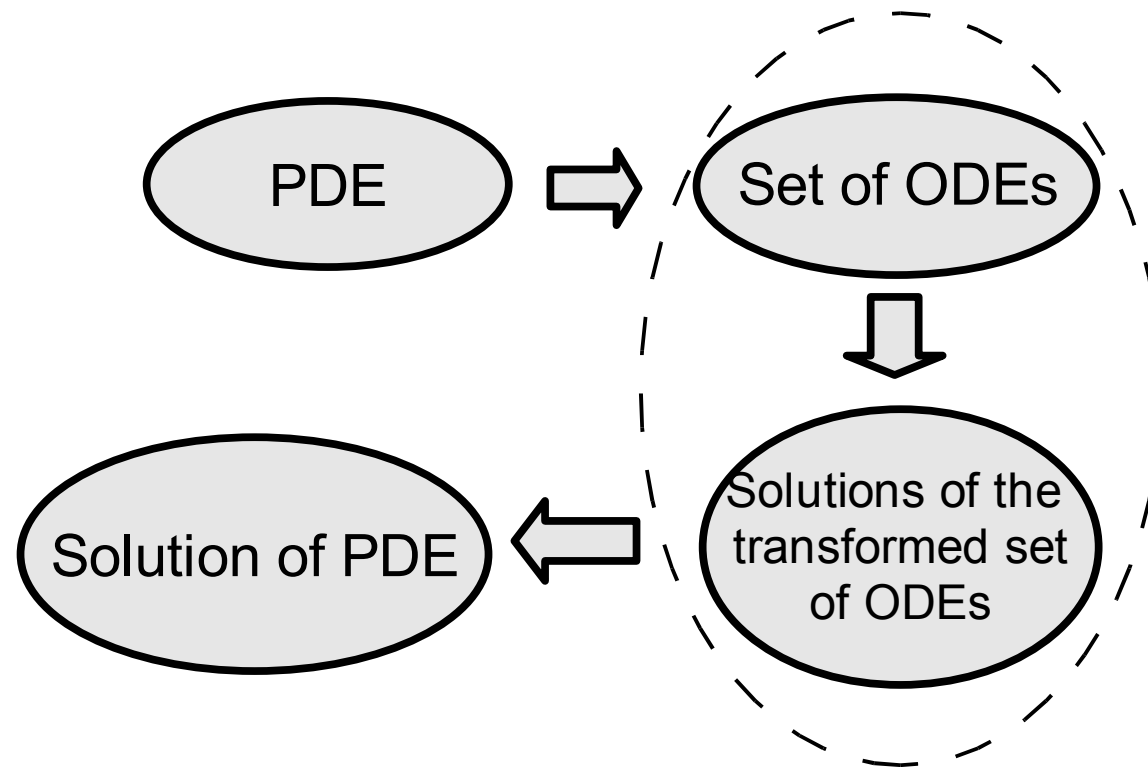 PDE
Set of ODEs
Solutions of the
transformed set
of ODEs
Solution of PDE